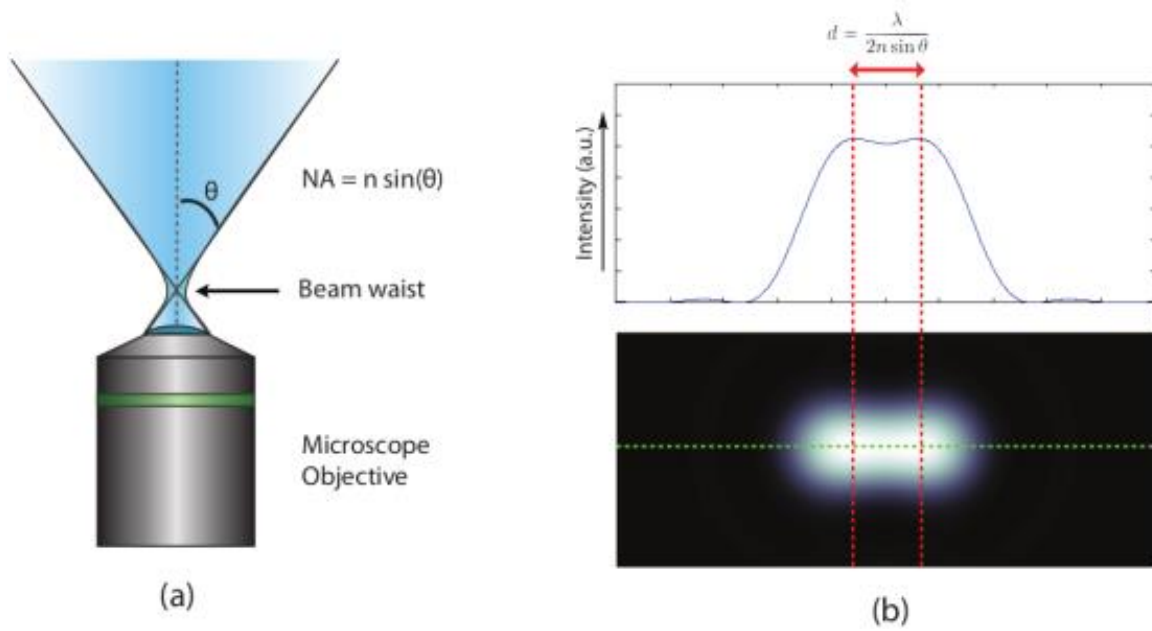 θ
NA = n sin(θ)
Beam waist
Microscope
Objective
(a)
d = λ / 2n sin θ
Intensity (a.u.)
(b)